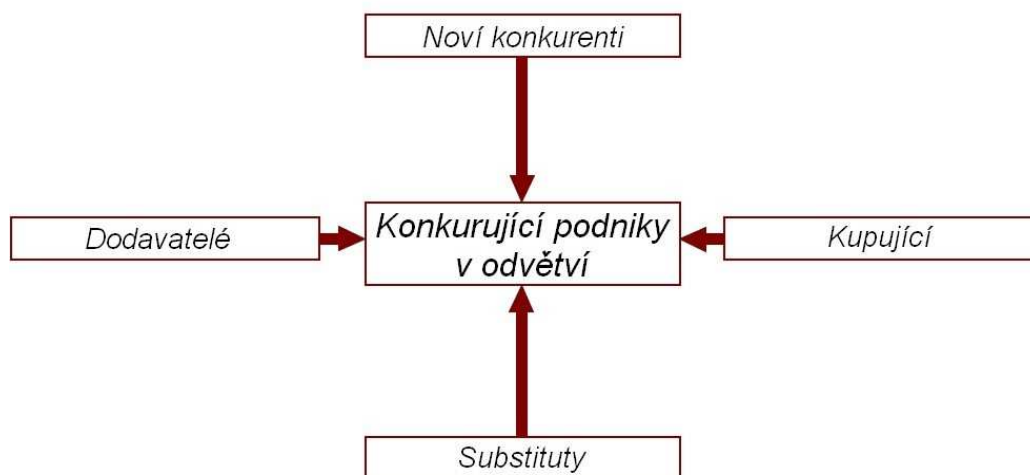 Noví konkurenti
Dodavatelé
Konkurující podniky
v odvětví
Kupující
Substituty